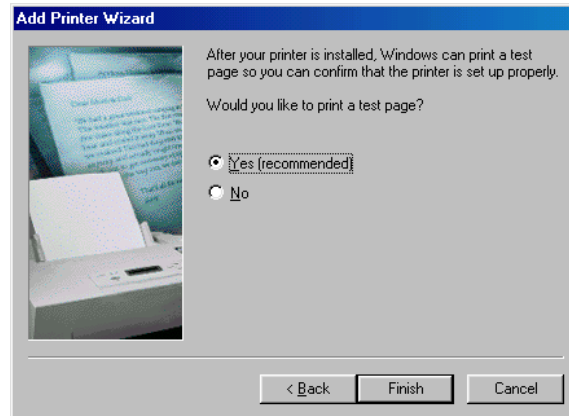 Add Printer Wizard
After your printer is installed, Windows can print a test
page so you can confirm that the printer is set up properly.
Would you like to print a test page?
Yes (recommended)
No
< Back
Finish
Cancel